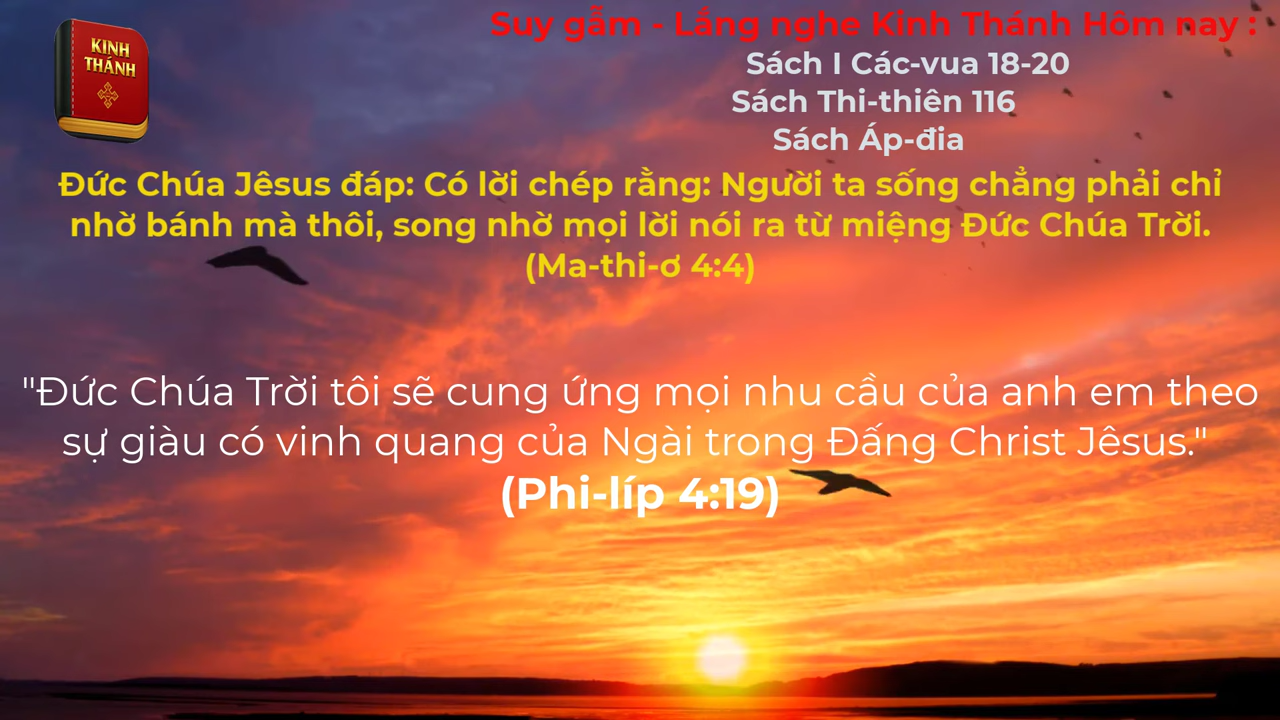 KINH
THÁNH
Suy gẫm - Lắng nghe Kinh Thánh Hôm nay :
Sách I Các-vua 18-20
Sách Thi-thiên 116
Sách Áp-đia
Đức Chúa Jêsus đáp: Có lời chép rằng: Người ta sống chẳng phải chỉ
nhờ bánh mà thôi, song nhờ mọi lời nói ra từ miệng Đức Chúa Trời.
(Ma-thi-ơ 4:4)
"Đức Chúa Trời tôi sẽ cung ứng mọi nhu cầu của anh em theo
sự giàu có vinh quang của Ngài trong Đấng Christ Jêsus."
(Phi-líp 4:19)